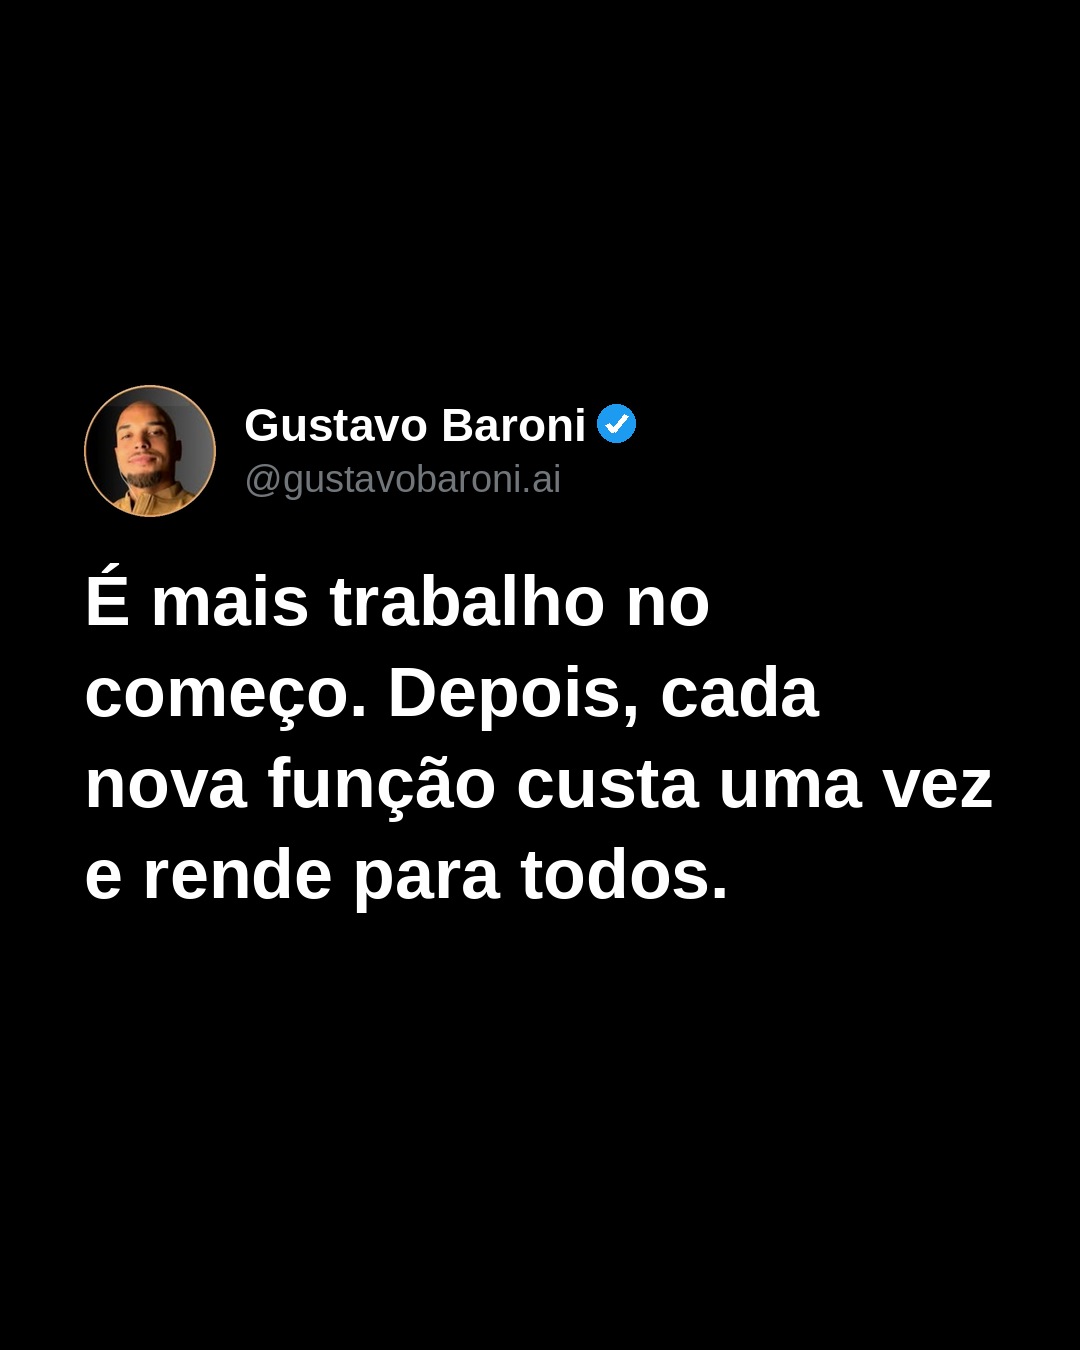 Gustavo Baroni
@gustavobaroni.ai
É mais trabalho no
começo. Depois, cada
nova função custa uma vez
e rende para todos.